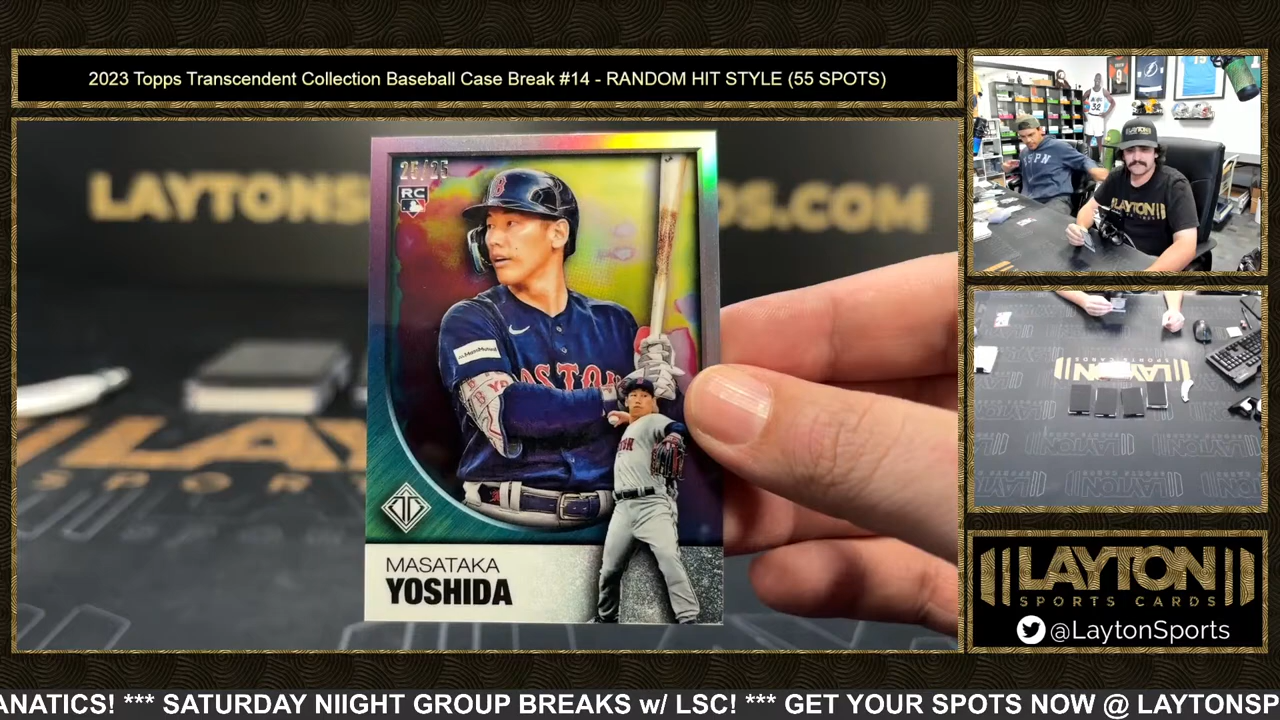 2023 Topps Transcendent Collection Baseball Case Break #14 - RANDOM HIT STYLE (55 SPOTS)
25/25
RC
BOSTON
MASATAKA
YOSHIDA
LAYTON
SPORTS CARDS
@LaytonSports
ANATICS! *** SATURDAY NIIGHT GROUP BREAKS w/ LSC! *** GET YOUR SPOTS NOW @ LAYTONSP